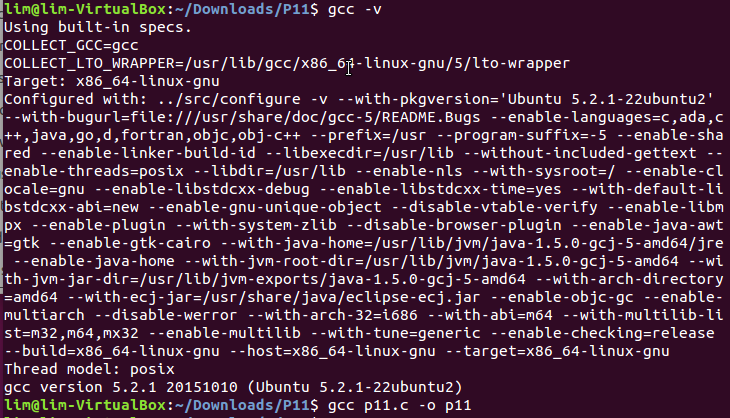 lim@lim-VirtualBox:~/Downloads/P11$ gcc -v
Using built-in specs.
COLLECT_GCC=gcc
COLLECT_LTO_WRAPPER=/usr/lib/gcc/x86_64-linux-gnu/5/lto-wrapper
Target: x86_64-linux-gnu
Configured with: ../src/configure -v --with-pkgversion='Ubuntu 5.2.1-22ubuntu2'
--with-bugurl=file:///usr/share/doc/gcc-5/README.Bugs --enable-languages=c,ada,c
++,java,go,d,fortran,objc,obj-c++ --prefix=/usr --program-suffix=-5 --enable-sha
red --enable-linker-build-id --libexecdir=/usr/lib --without-included-gettext --
enable-threads=posix --libdir=/usr/lib --enable-nls --with-sysroot=/ --enable-cl
ocale=gnu --enable-libstdcxx-debug --enable-libstdcxx-time=yes --with-default-li
bstdcxx-abi=new --enable-gnu-unique-object --disable-vtable-verify --enable-libm
px --enable-plugin --with-system-zlib --disable-browser-plugin --enable-java-awt
=gtk --enable-gtk-cairo --with-java-home=/usr/lib/jvm/java-1.5.0-gcj-5-amd64/jre
--enable-java-home --with-jvm-root-dir=/usr/lib/jvm/java-1.5.0-gcj-5-amd64 --wi
th-jvm-jar-dir=/usr/lib/jvm-exports/java-1.5.0-gcj-5-amd64 --with-arch-directory
=amd64 --with-ecj-jar=/usr/share/java/eclipse-ecj.jar --enable-objc-gc --enable-
multiarch --disable-werror --with-arch-32=i686 --with-abi=m64 --with-multilib-li
st=m32,m64,mx32 --enable-multilib --with-tune=generic --enable-checking=release
--build=x86_64-linux-gnu --host=x86_64-linux-gnu --target=x86_64-linux-gnu
Thread model: posix
gcc version 5.2.1 20151010 (Ubuntu 5.2.1-22ubuntu2)
lim@lim-VirtualBox:~/Downloads/P11$ gcc p11.c -o p11